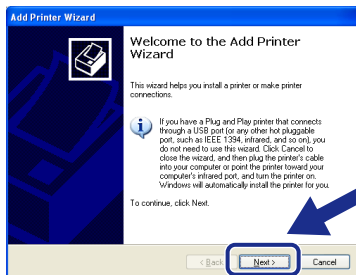 Add Printer Wizard
Welcome to the Add Printer
Wizard
This wizard helps you install a printer or make printer
connections.
If you have a Plug and Play printer that connects
through a USB port (or any other hot pluggable
port, such as IEEE 1394, infrared, and so on), you
do not need to use this wizard. Click Cancel to
close the wizard, and then plug the printer's cable
into your computer or point the printer toward your
computer's infrared port, and turn the printer on.
Windows will automatically install the printer for you.
To continue, click Next.
< Back Next > Cancel